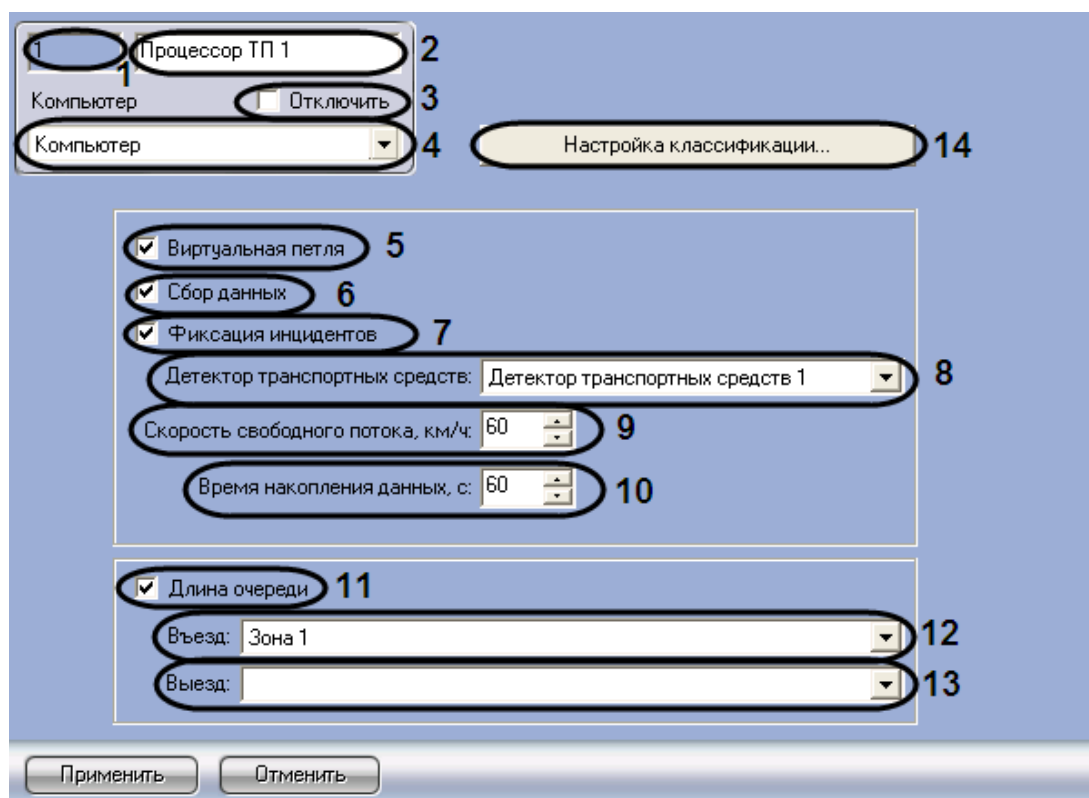 1 Процессор ТП 1 2
1
Компьютер Отключить 3
Компьютер 4 Настройка классификации... 14
Виртуальная петля 5
Сбор данных 6
Фиксация инцидентов 7
Детектор транспортных средств: Детектор транспортных средств 1 8
Скорость свободного потока, км/ч: 60 9
Время накопления данных, с: 60 10
Длина очереди 11
Въезд: Зона 1 12
Выезд: 13
Применить Отменить